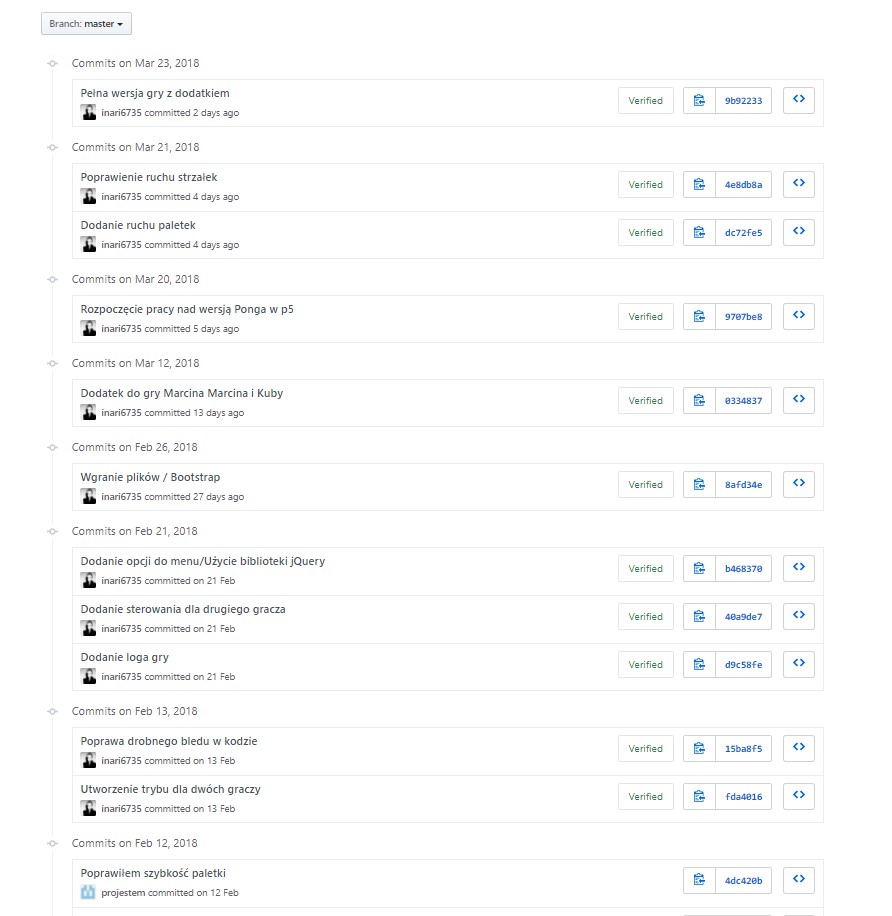 Branch: master
Commits on Mar 23, 2018
Pełna wersja gry z dodatkiem
Verified 9b92233
inari6735 committed 2 days ago
Commits on Mar 21, 2018
Poprawienie ruchu strzałek
Verified 4e8db8a
inari6735 committed 4 days ago
Dodanie ruchu paletek
Verified dc72fe5
inari6735 committed 4 days ago
Commits on Mar 20, 2018
Rozpoczęcie pracy nad wersją Ponga w p5
Verified 9707be8
inari6735 committed 5 days ago
Commits on Mar 12, 2018
Dodatek do gry Marcina Marcina i Kuby
Verified 0334837
inari6735 committed 13 days ago
Commits on Feb 26, 2018
Wgranie plików / Bootstrap
Verified 8afd34e
inari6735 committed 27 days ago
Commits on Feb 21, 2018
Dodanie opcji do menu/Użycie biblioteki jQuery
Verified b468370
inari6735 committed on 21 Feb
Dodanie sterowania dla drugiego gracza
Verified 40a9de7
inari6735 committed on 21 Feb
Dodanie loga gry
Verified d9c58fe
inari6735 committed on 21 Feb
Commits on Feb 13, 2018
Poprawa drobnego bledu w kodzie
Verified 15ba8f5
inari6735 committed on 13 Feb
Utworzenie trybu dla dwóch graczy
Verified fda4016
inari6735 committed on 13 Feb
Commits on Feb 12, 2018
Poprawiłem szybkość paletki
4dc420b
projestem committed on 12 Feb